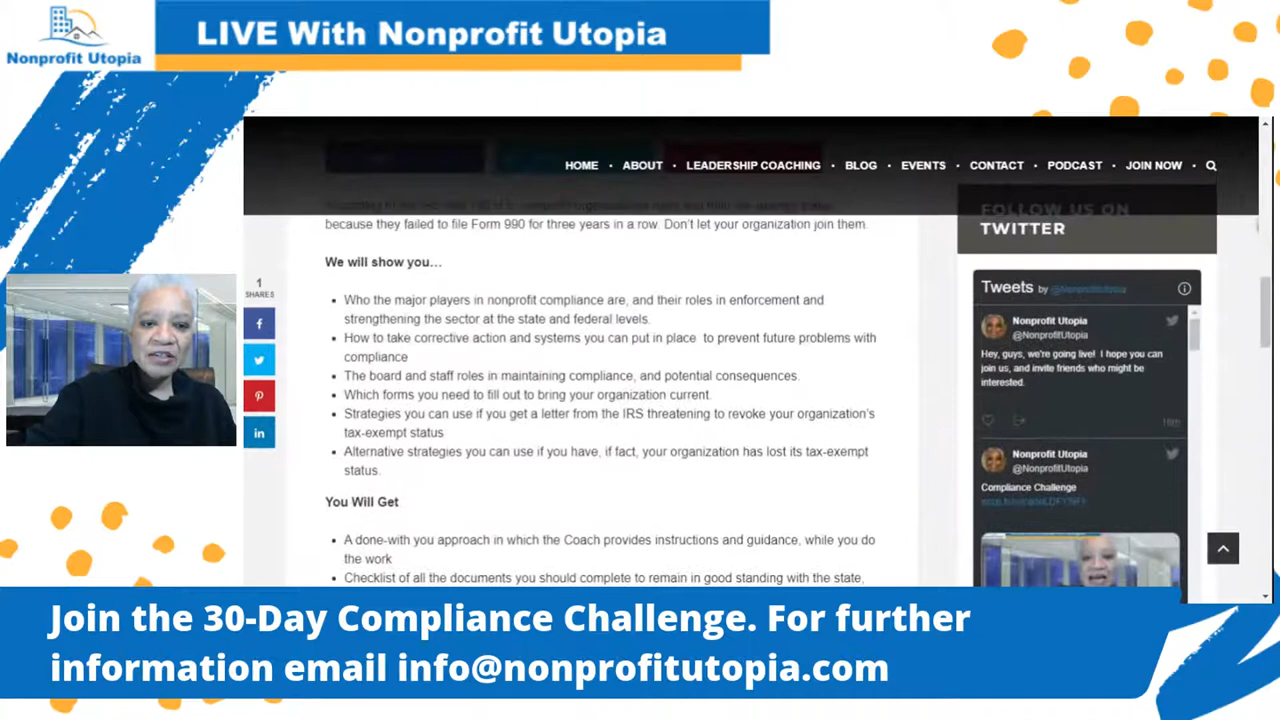 Nonprofit Utopia
LIVE With Nonprofit Utopia
HOME • ABOUT • LEADERSHIP COACHING • BLOG • EVENTS • CONTACT • PODCAST • JOIN NOW
because they failed to file Form 990 for three years in a row. Don't let your organization join them.
We will show you…
• Who the major players in nonprofit compliance are, and their roles in enforcement and
strengthening the sector at the state and federal levels.
• How to take corrective action and systems you can put in place to prevent future problems with
compliance
• The board and staff roles in maintaining compliance, and potential consequences.
• Which forms you need to fill out to bring your organization current.
• Strategies you can use if you get a letter from the IRS threatening to revoke your organization's
tax-exempt status
• Alternative strategies you can use if you have, if fact, your organization has lost its tax-exempt
status.
You Will Get
• A done-with you approach in which the Coach provides instructions and guidance, while you do
the work
• Checklist of all the documents you should complete to remain in good standing with the state,
1
SHARES
FOLLOW US ON
TWITTER
Tweets by @NonprofitUtopia
Nonprofit Utopia
@NonprofitUtopia
Hey, guys, we're going live! I hope you can
join us, and invite friends who might be
interested.
Nonprofit Utopia
@NonprofitUtopia
Compliance Challenge
Join the 30-Day Compliance Challenge. For further
information email info@nonprofitutopia.com